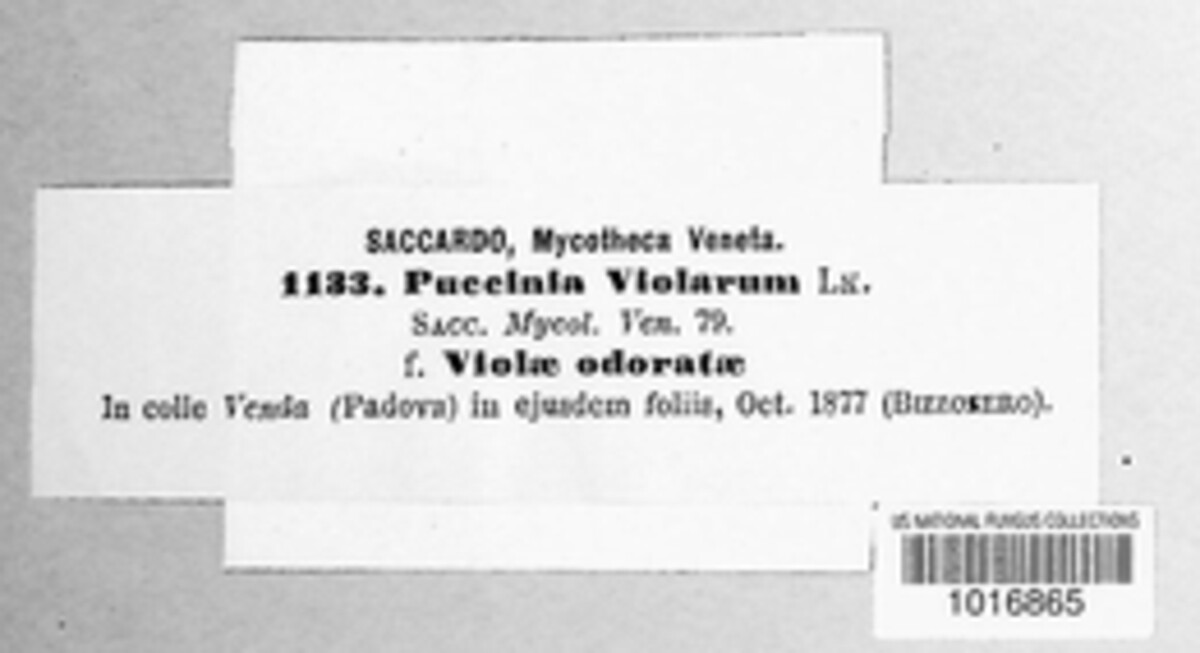 SACCARDO, Mycotheca Veneta.
1133. Puccinia Violarum Lk.
SACC. Mycol. Ven. 79.
f. Violæ odoratæ
In colle Venda (Padova) in ejusdem foliis, Oct. 1877 (BIZZOZERO).
US NATIONAL FUNGUS COLLECTIONS
1016865